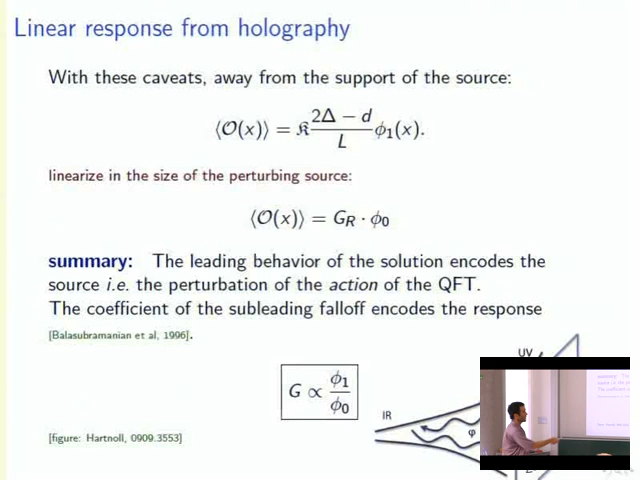 Linear response from holography
With these caveats, away from the support of the source:
⟨𝒪(x)⟩ = 𝔎 (2Δ − d)/L ϕ₁(x).
linearize in the size of the perturbing source:
⟨𝒪(x)⟩ = G_R · ϕ₀
summary: The leading behavior of the solution encodes the
source i.e. the perturbation of the action of the QFT.
The coefficient of the subleading falloff encodes the response
[Balasubramanian et al, 1996].
UV
G ∝ ϕ₁/ϕ₀
IR
φ
[figure: Hartnoll, 0909.3553]